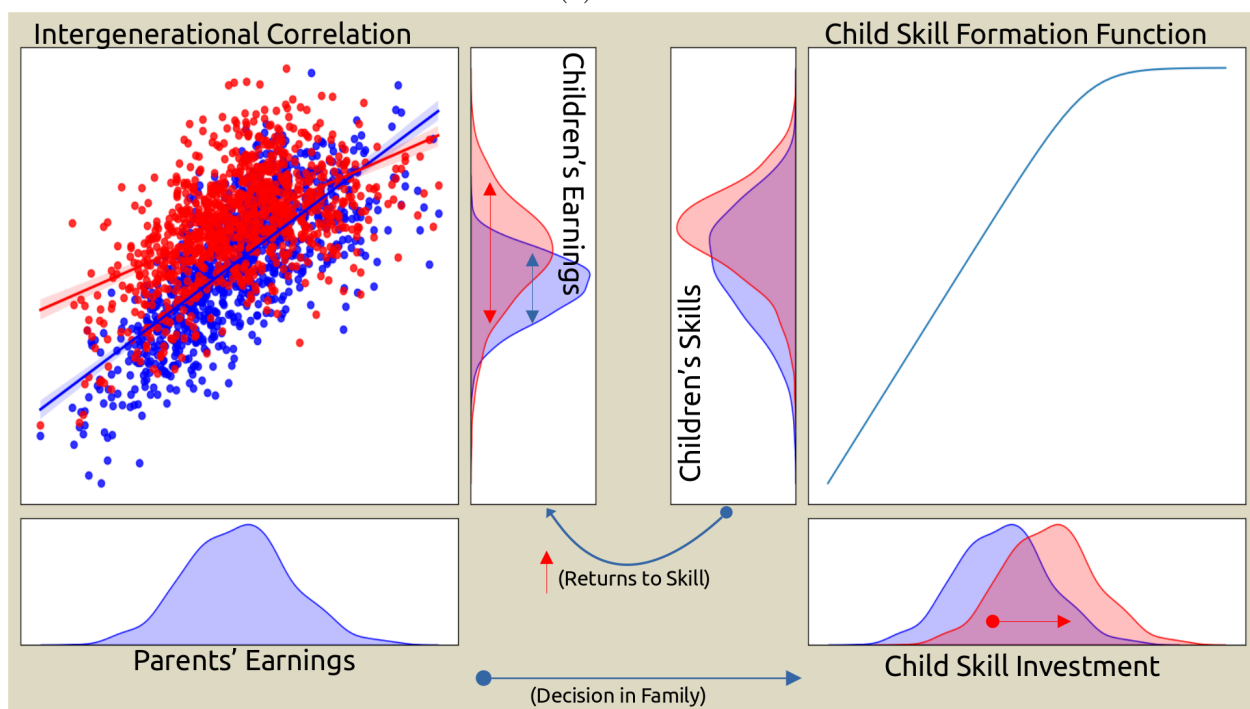 Intergenerational Correlation
Child Skill Formation Function
Children's Earnings
Children's Skills
(Returns to Skill)
Parents' Earnings
Child Skill Investment
(Decision in Family)